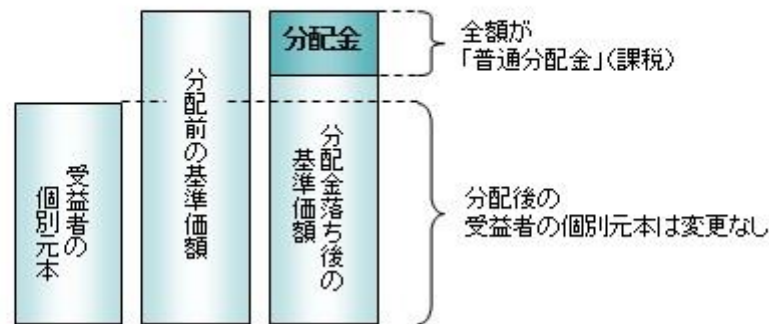 受益者の
個別元本
分配前の基準価額
分配金
分配金落ち後の
基準価額
全額が
「普通分配金」(課税)
分配後の
受益者の個別元本は変更なし